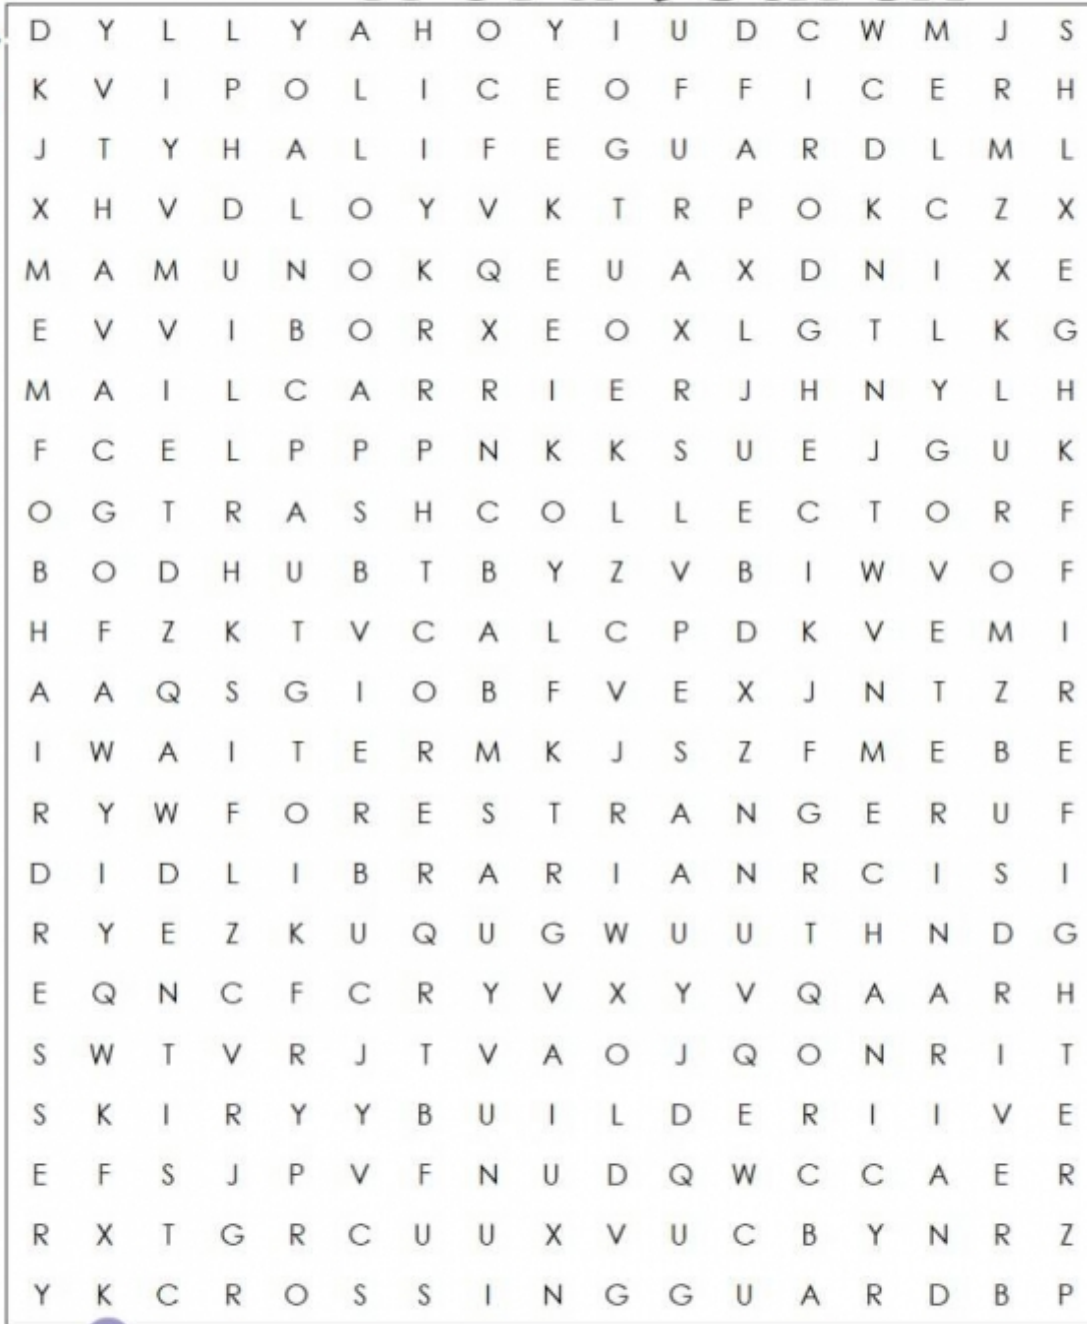 D Y L L Y A H O Y I U D C W M J S
K V I P O L I C E O F F I C E R H
J T Y H A L I F E G U A R D L M L
X H V D L O Y V K T R P O K C Z X
M A M U N O K Q E U A X D N I X E
E V V I B O R X E O X L G T L K G
M A I L C A R R I E R J H N Y L H
F C E L P P P N K K S U E J G U K
O G T R A S H C O L L E C T O R F
B O D H U B T B Y Z V B I W V O F
H F Z K T V C A L C P D K V E M I
A A Q S G I O B F V E X J N T Z R
I W A I T E R M K J S Z F M E B E
R Y W F O R E S T R A N G E R U F
D I D L I B R A R I A N R C I S I
R Y E Z K U Q U G W U U T H N D G
E Q N C F C R Y V X Y V Q A A R H
S W T V R J T V A O J Q O N R I T
S K I R Y Y B U I L D E R I I V E
E F S J P V F N U D Q W C C A E R
R X T G R C U U X V U C B Y N R Z
Y K C R O S S I N G G U A R D B P